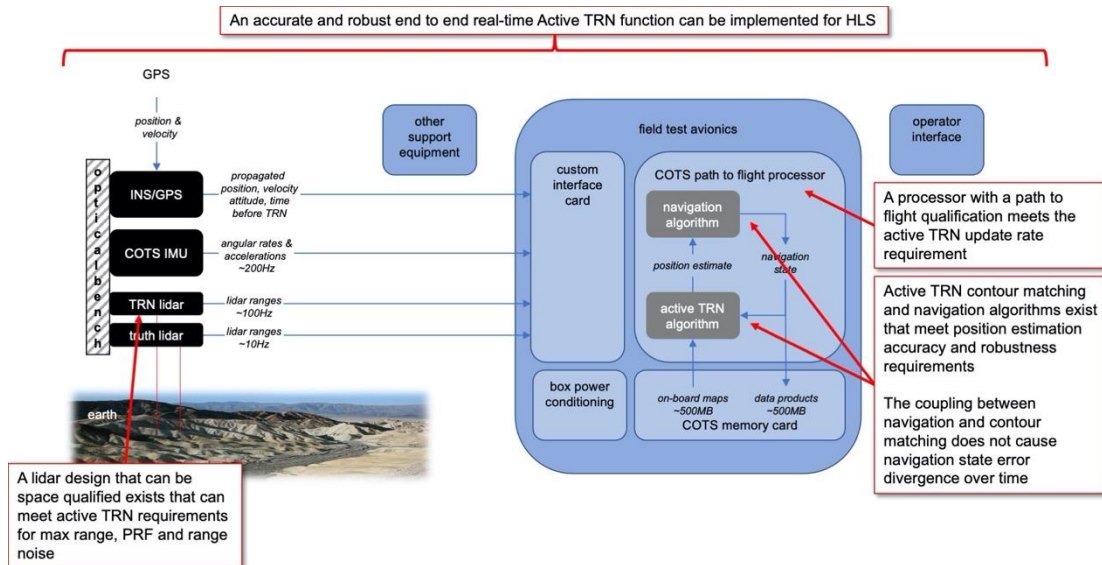 An accurate and robust end to end real-time Active TRN function can be implemented for HLS
GPS
position &
velocity
optical bench
INS/GPS
propagated
position, velocity
attitude, time
before TRN
COTS IMU
angular rates &
accelerations
~200Hz
TRN lidar
lidar ranges
~100Hz
truth lidar
lidar ranges
~10Hz
earth
A lidar design that can be
space qualified exists that can
meet active TRN requirements
for max range, PRF and range
noise
other
support
equipment
field test avionics
custom
interface
card
COTS path to flight processor
navigation
algorithm
position estimate
navigation
state
active TRN
algorithm
box power
conditioning
on-board maps
~500MB
data products
~500MB
COTS memory card
operator
interface
A processor with a path
to flight qualification meets the
active TRN update rate
requirement
Active TRN contour matching
and navigation algorithms exist
that meet position estimation
accuracy and robustness
requirements
The coupling between
navigation and contour
matching does not cause
navigation state error
divergence over time